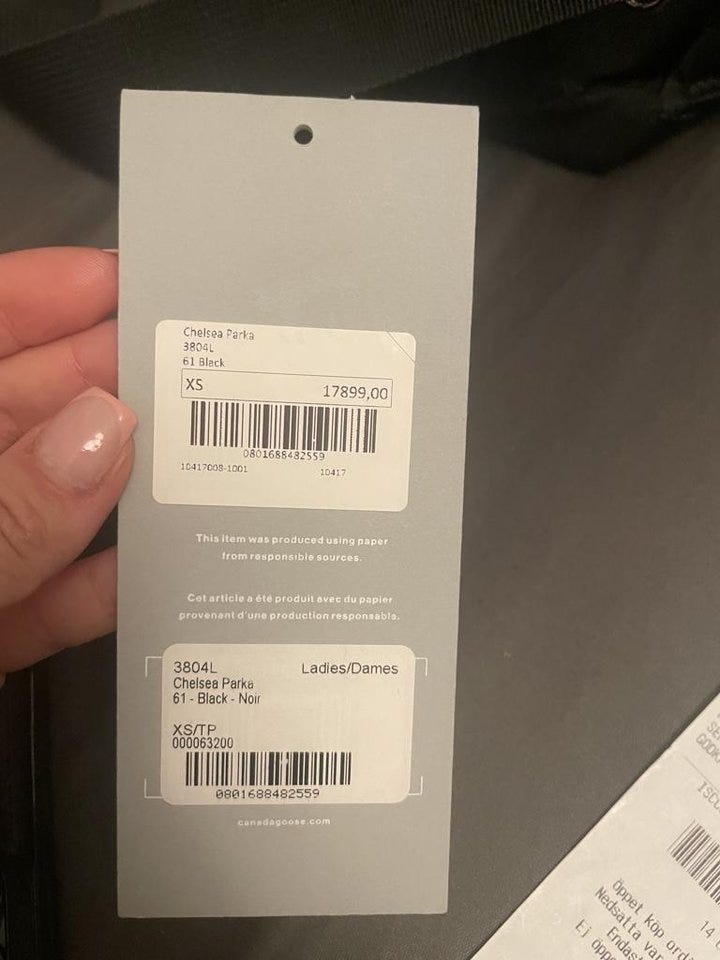 Chelsea Parka
3804L
61 Black
XS 17899,00
0801688482559
10417008-1001 10417
This item was produced using paper
from responsible sources.
Cet article a été produit avec du papier
provenant d'une production responsable.
3804L Ladies/Dames
Chelsea Parka
61 - Black - Noir
XS/TP
000063200
0801688482559
canadagoose.com
14
öppet köp
Nedsatta
Endast
Ej